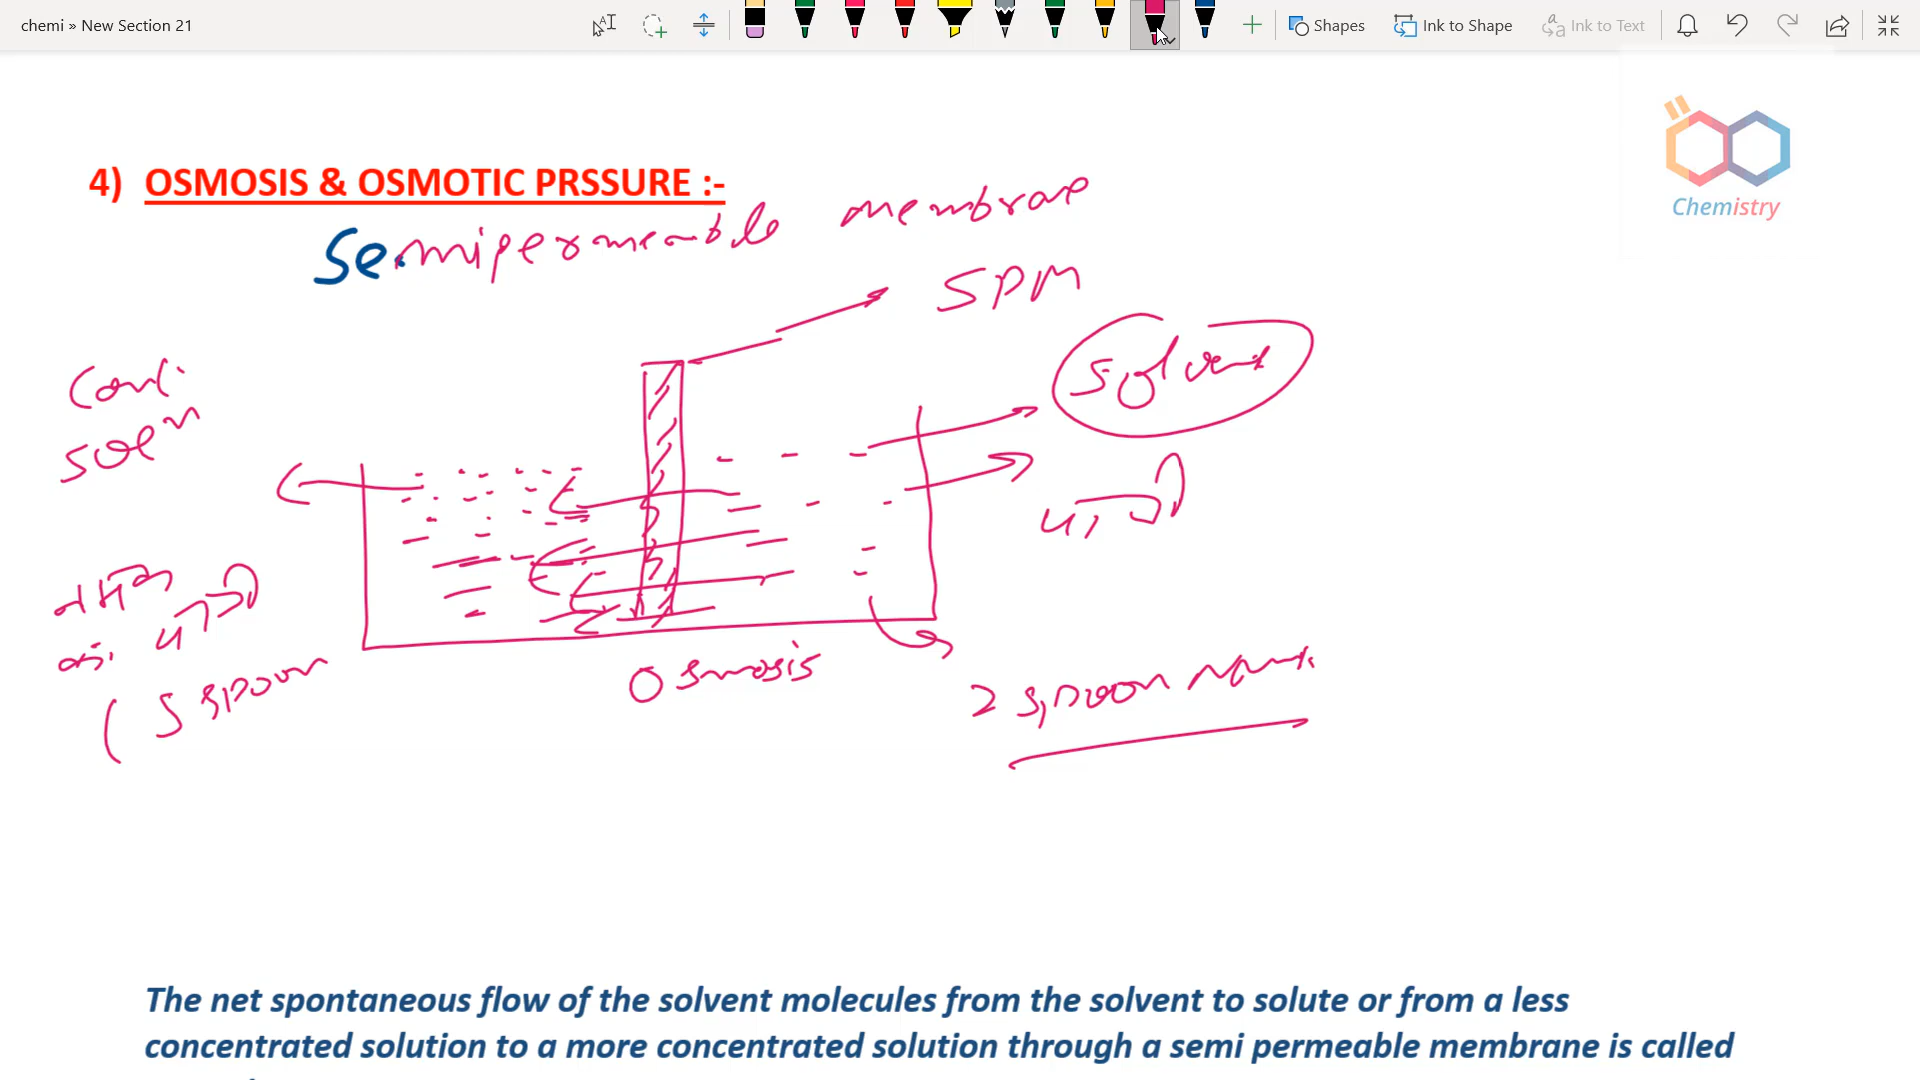 chemi » New Section 21
Shapes
Ink to Shape
Ink to Text
Chemistry
4) OSMOSIS & OSMOTIC PRSSURE :-
Semipermeable membrane
SPM
Solvent
Soln
( 5 spoon
Osmosis
2 spoon
The net spontaneous flow of the solvent molecules from the solvent to solute or from a less
concentrated solution to a more concentrated solution through a semi permeable membrane is called